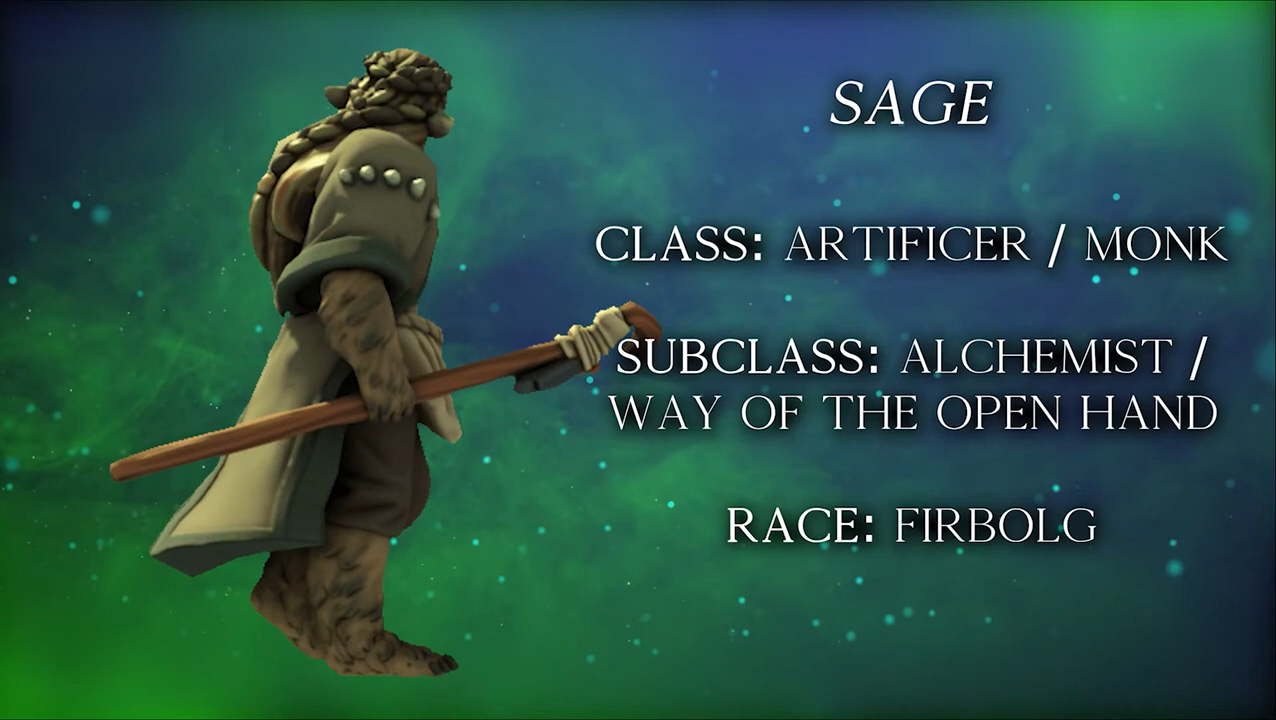 SAGE
CLASS: ARTIFICER / MONK
SUBCLASS: ALCHEMIST /
WAY OF THE OPEN HAND
RACE: FIRBOLG